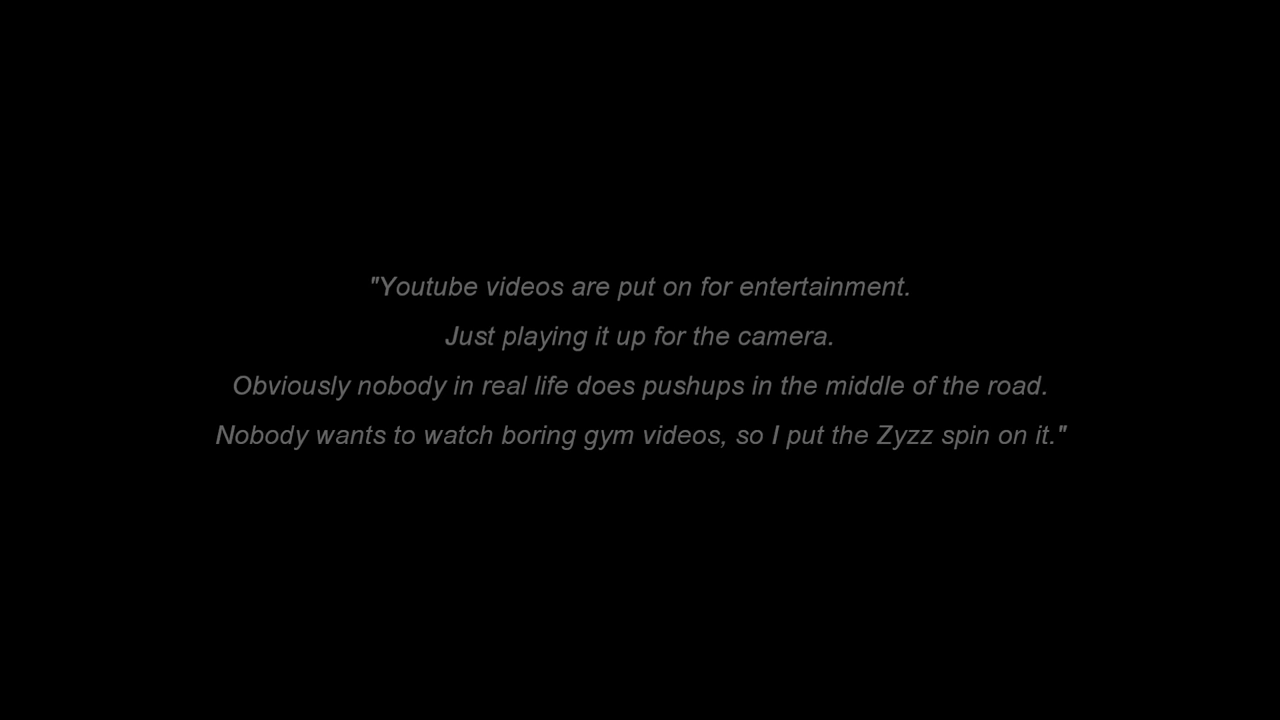 "Youtube videos are put on for entertainment.
Just playing it up for the camera.
Obviously nobody in real life does pushups in the middle of the road.
Nobody wants to watch boring gym videos, so I put the Zyzz spin on it."